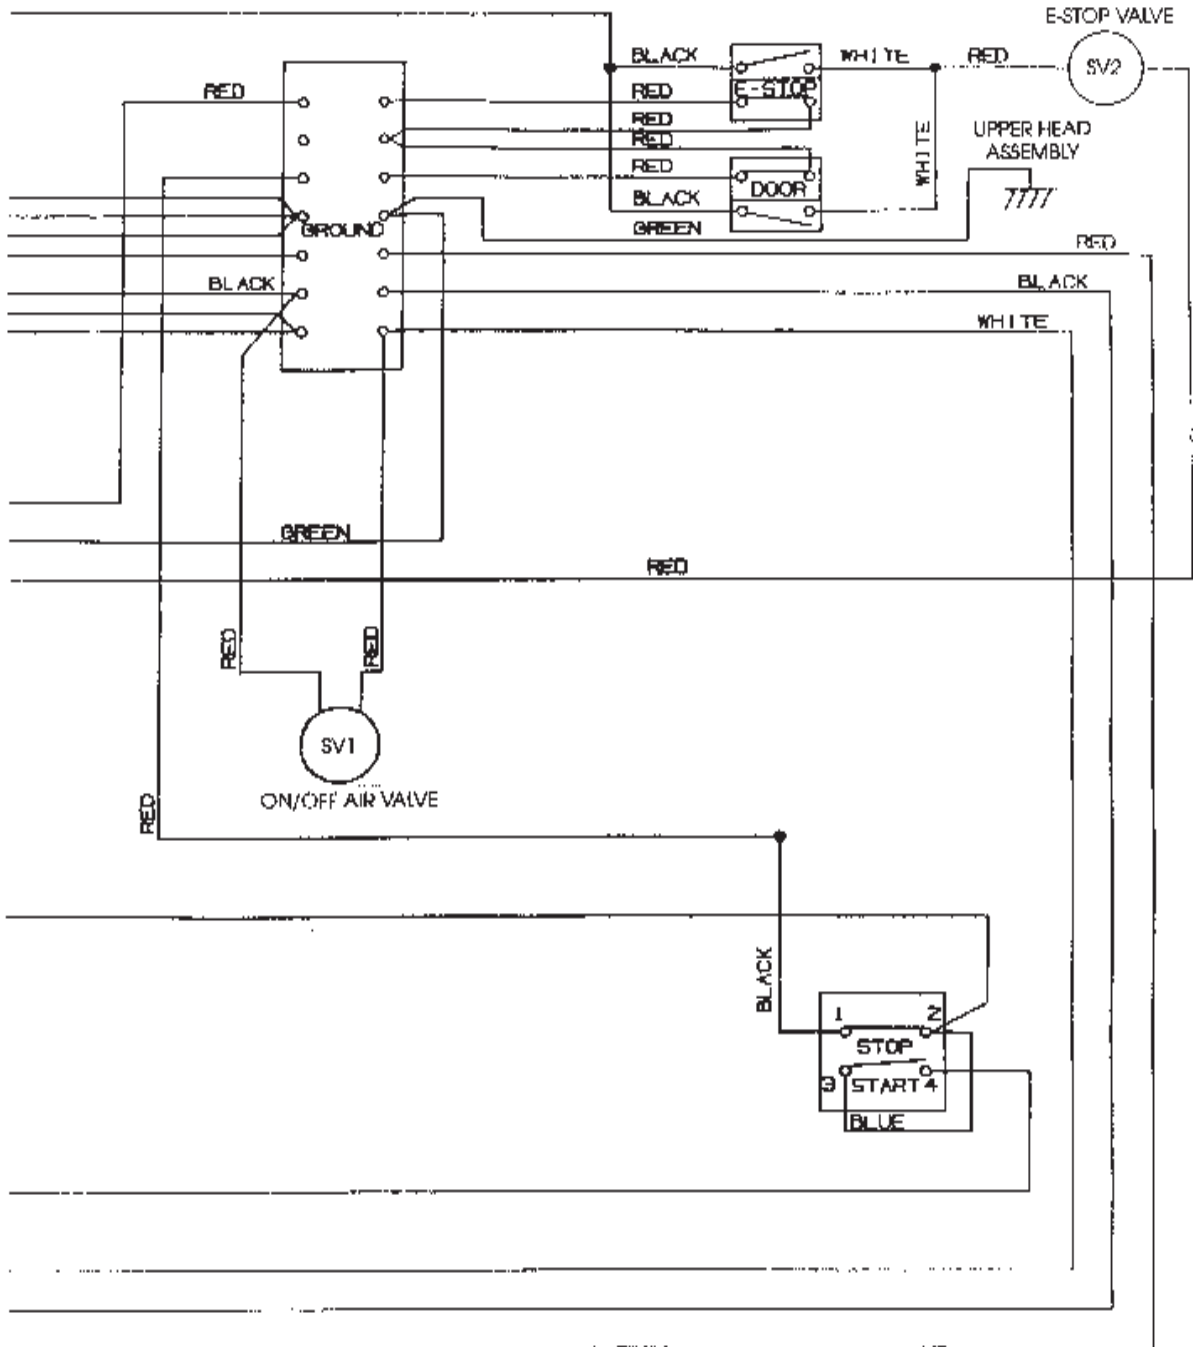 E-STOP VALVE
BLACK
WHITE
RED
SV2
RED
RED
E-STOP
RED
RED
UPPER HEAD
ASSEMBLY
WHITE
RED
DOOR
BLACK
GREEN
GROUND
RED
BLACK
BLACK
WHITE
GREEN
RED
RED
RED
SV1
ON/OFF AIR VALVE
RED
BLACK
1 2
STOP
3 START 4
BLUE